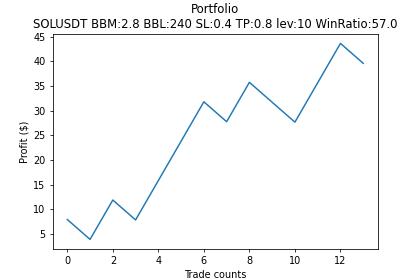 Portfolio
SOLUSDT BBM:2.8 BBL:240 SL:0.4 TP:0.8 lev:10 WinRatio:57.0
45
40
35
30
25
20
15
10
5
Profit ($)
0 2 4 6 8 10 12
Trade counts